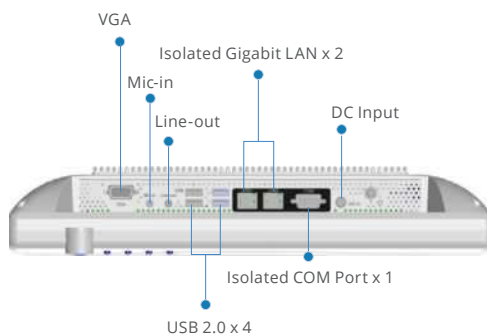 VGA
Isolated Gigabit LAN x 2
Mic-in
Line-out
DC Input
Isolated COM Port x 1
USB 2.0 x 4